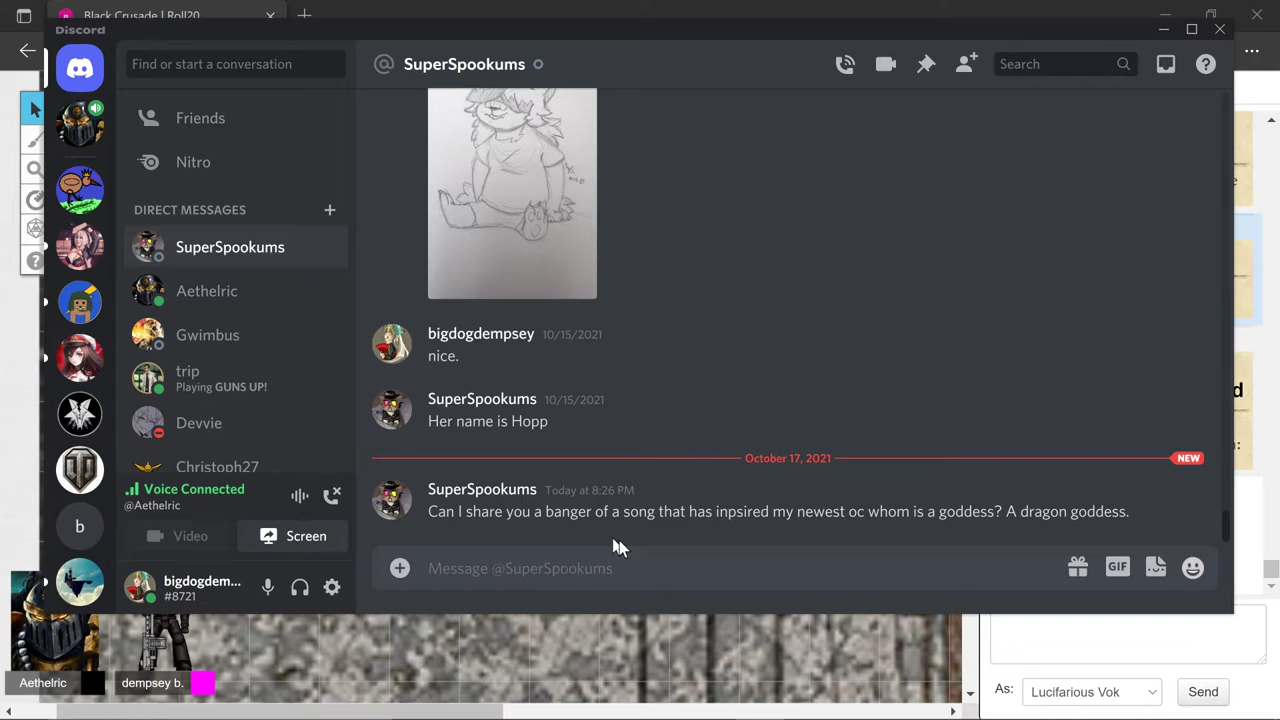 Black Crusade | Roll20
Discord
Find or start a conversation
SuperSpookums
Search
Friends
Nitro
DIRECT MESSAGES
SuperSpookums
Aethelric
Gwimbus
trip
Playing GUNS UP!
Devvie
Christoph27
Voice Connected
@Aethelric
Video
Screen
bigdogdem...
#8721
bigdogdempsey 10/15/2021
nice.
SuperSpookums 10/15/2021
Her name is Hopp
October 17, 2021 NEW
SuperSpookums Today at 8:26 PM
Can I share you a banger of a song that has inpsired my newest oc whom is a goddess? A dragon goddess.
Message @SuperSpookums
GIF
b
e
d
:
Aethelric
dempsey b.
As:
Lucifarious Vok
Send